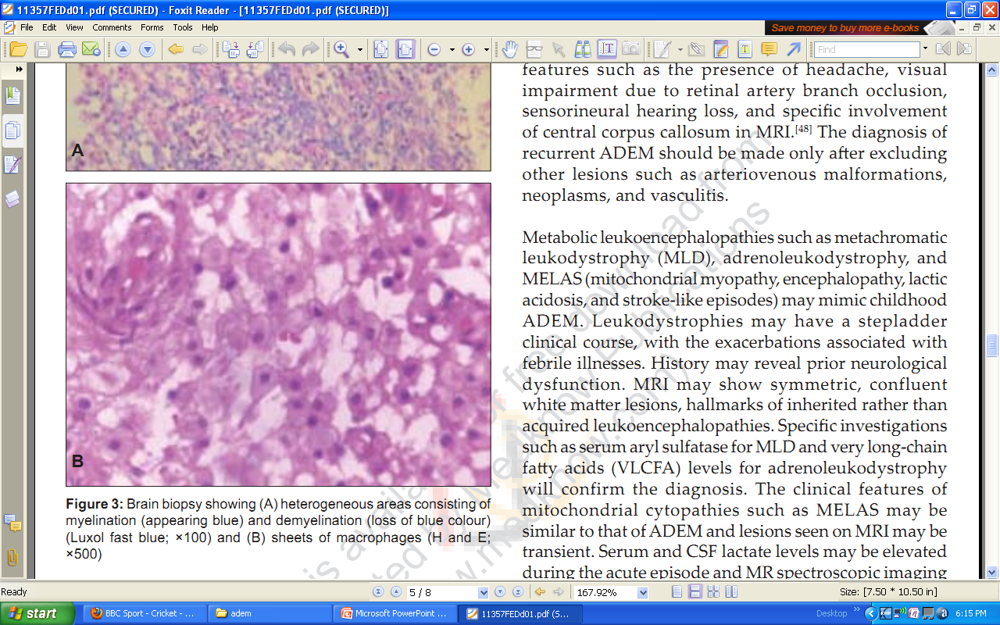 11357FEDd01.pdf (SECURED) - Foxit Reader - [11357FEDd01.pdf (SECURED)]
File Edit View Comments Forms Tools Help
Save money to buy more e-books
Find
A
B
Figure 3: Brain biopsy showing (A) heterogeneous areas consisting of
myelination (appearing blue) and demyelination (loss of blue colour)
(Luxol fast blue; ×100) and (B) sheets of macrophages (H and E;
×500)
features such as the presence of headache, visual
impairment due to retinal artery branch occlusion,
sensorineural hearing loss, and specific involvement
of central corpus callosum in MRI.[48] The diagnosis of
recurrent ADEM should be made only after excluding
other lesions such as arteriovenous malformations,
neoplasms, and vasculitis.
Metabolic leukoencephalopathies such as metachromatic
leukodystrophy (MLD), adrenoleukodystrophy, and
MELAS (mitochondrial myopathy, encephalopathy, lactic
acidosis, and stroke-like episodes) may mimic childhood
ADEM. Leukodystrophies may have a stepladder
clinical course, with the exacerbations associated with
febrile illnesses. History may reveal prior neurological
dysfunction. MRI may show symmetric, confluent
white matter lesions, hallmarks of inherited rather than
acquired leukoencephalopathies. Specific investigations
such as serum aryl sulfatase for MLD and very long-chain
fatty acids (VLCFA) levels for adrenoleukodystrophy
will confirm the diagnosis. The clinical features of
mitochondrial cytopathies such as MELAS may be
similar to that of ADEM and lesions seen on MRI may be
transient. Serum and CSF lactate levels may be elevated
during the acute episode and MR spectroscopic imaging
Ready
5 / 8
167.92%
Size: [7.50 * 10.50 in]
start
BBC Sport - Cricket - ...
adem
Microsoft PowerPoint ...
11357FEDd01.pdf (S...
Desktop
6:15 PM